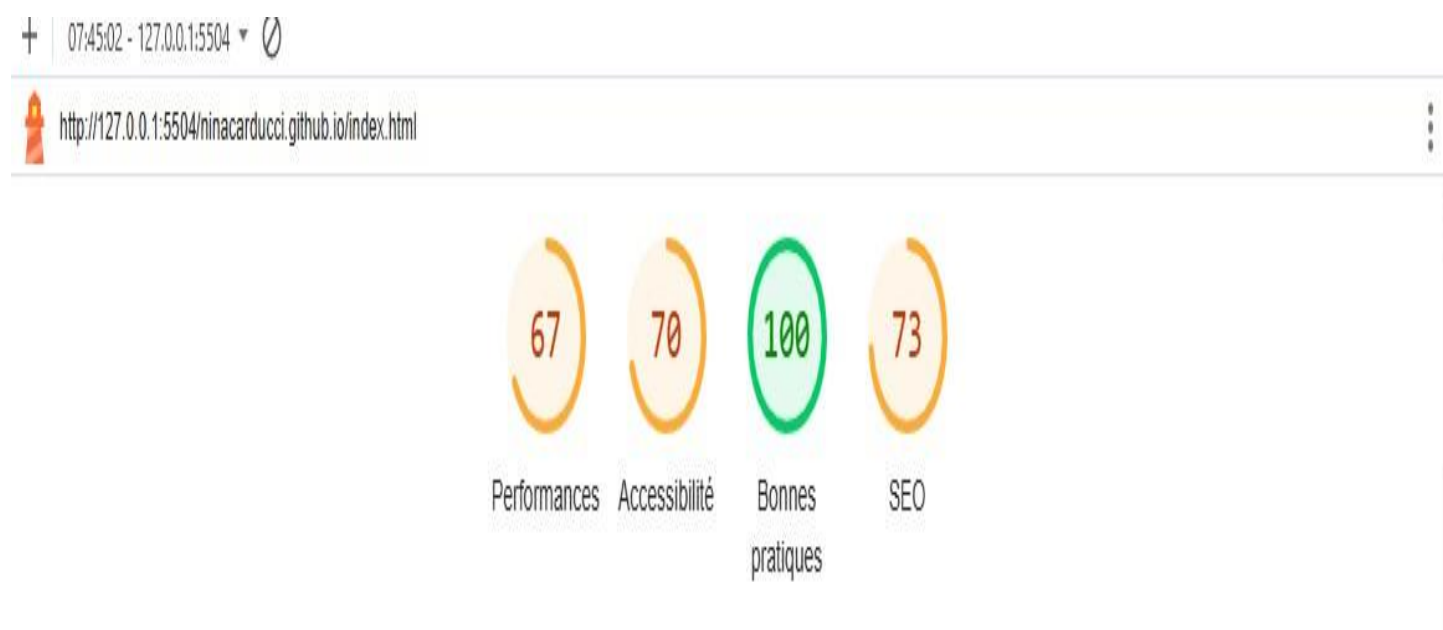 07:45:02 - 127.0.0.1:5504
http://127.0.0.1:5504/ninacarducci.github.io/index.html
67 70 100 73
Performances Accessibilité Bonnes pratiques SEO